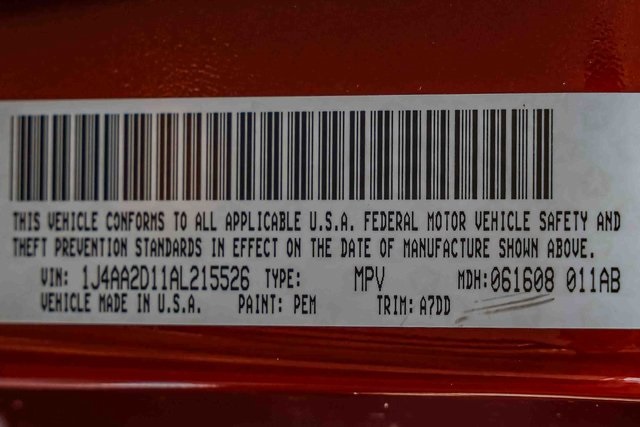 THIS VEHICLE CONFORMS TO ALL APPLICABLE U.S.A. FEDERAL MOTOR VEHICLE SAFETY AND
THEFT PREVENTION STANDARDS IN EFFECT ON THE DATE OF MANUFACTURE SHOWN ABOVE.
VIN: 1J4AA2D11AL215526 TYPE: MPV MDH: 061608 011AB
VEHICLE MADE IN U.S.A. PAINT: PEM TRIM: A7DD